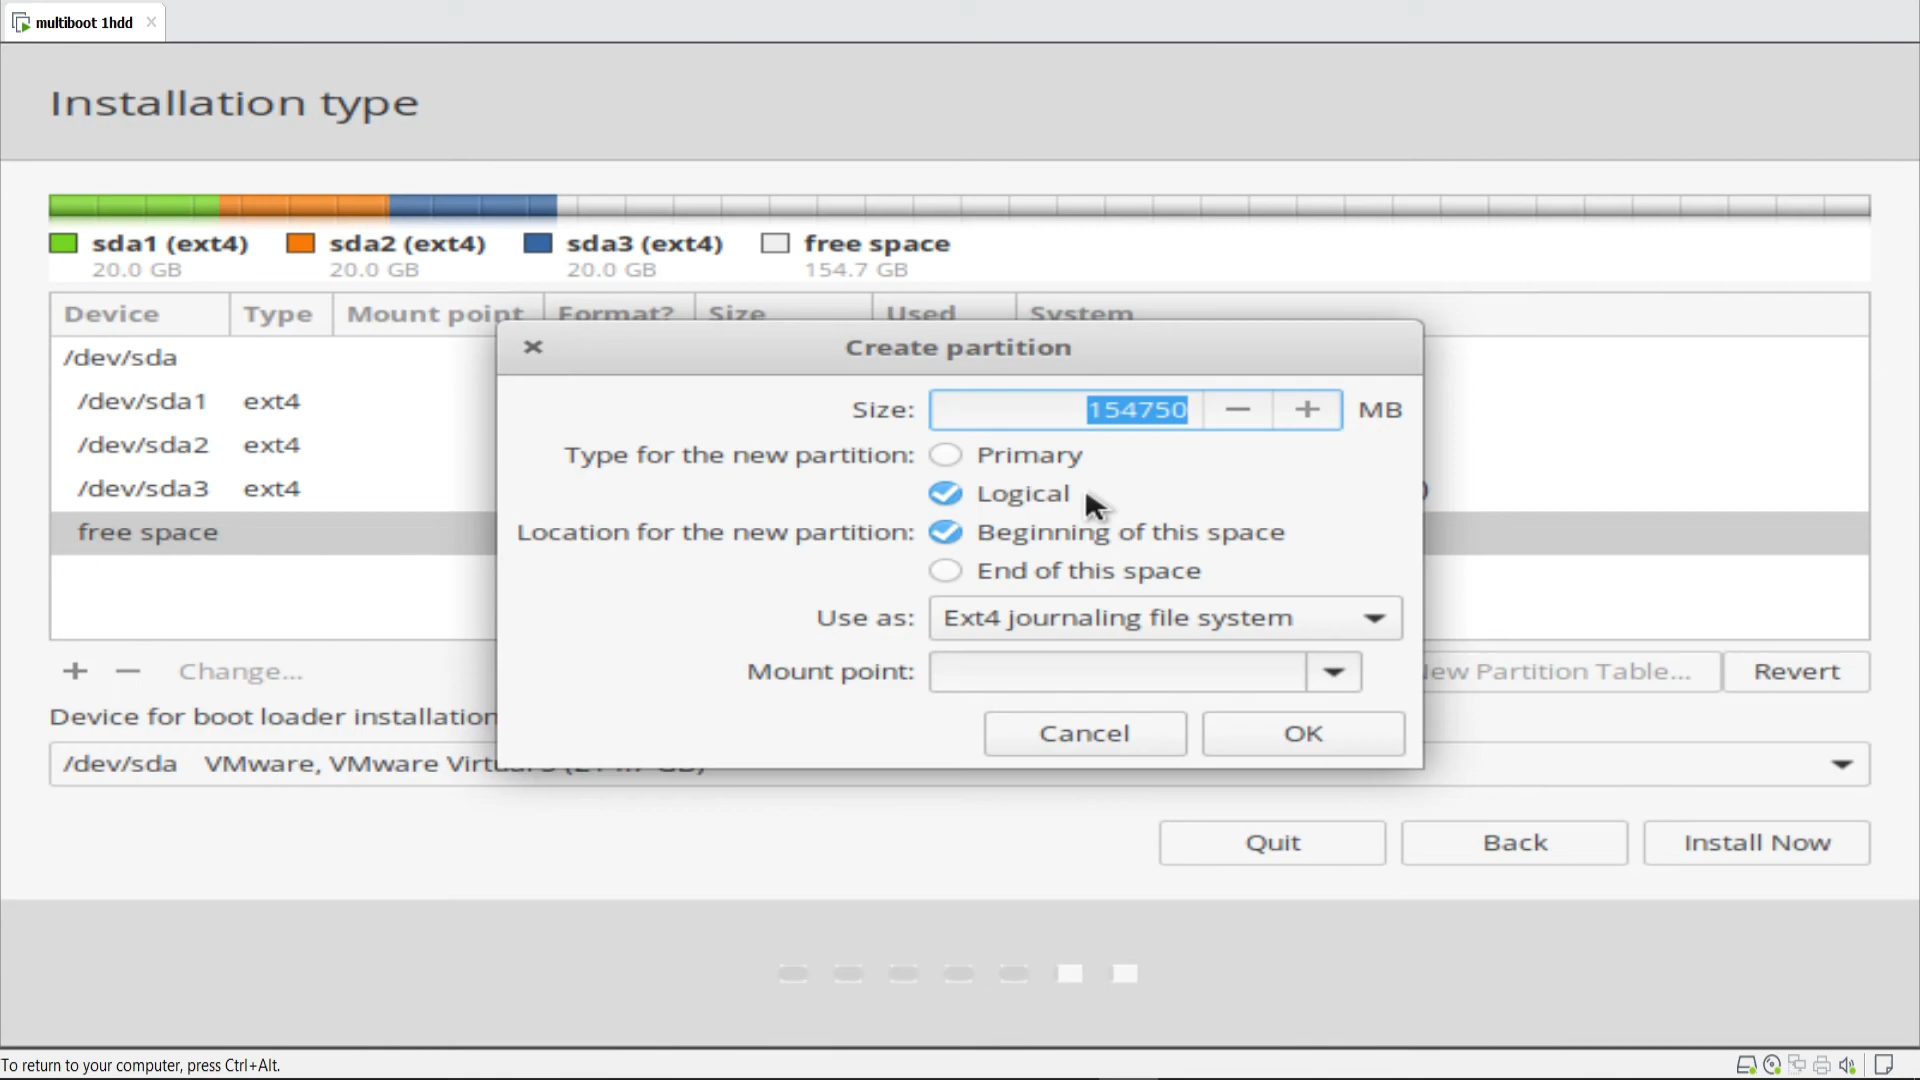 multiboot 1hdd
Installation type
sda1 (ext4) sda2 (ext4) sda3 (ext4) free space
20.0 GB 20.0 GB 20.0 GB 154.7 GB
Device Type Mount point Format? Size Used System
/dev/sda
/dev/sda1 ext4
/dev/sda2 ext4
/dev/sda3 ext4
free space
Create partition
Size: 154750 MB
Type for the new partition: Primary
Logical
Location for the new partition: Beginning of this space
End of this space
Use as: Ext4 journaling file system
Mount point:
Cancel OK
+ − Change... New Partition Table... Revert
Device for boot loader installation
/dev/sda VMware, VMware Virtual
Quit Back Install Now
To return to your computer, press Ctrl+Alt.